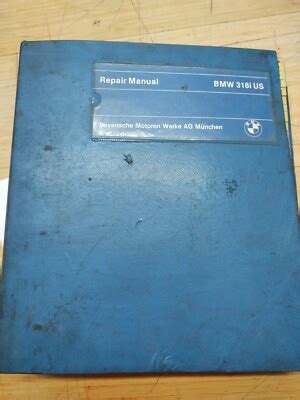 Repair Manual BMW 318i US
Bayerische Motoren Werke AG München